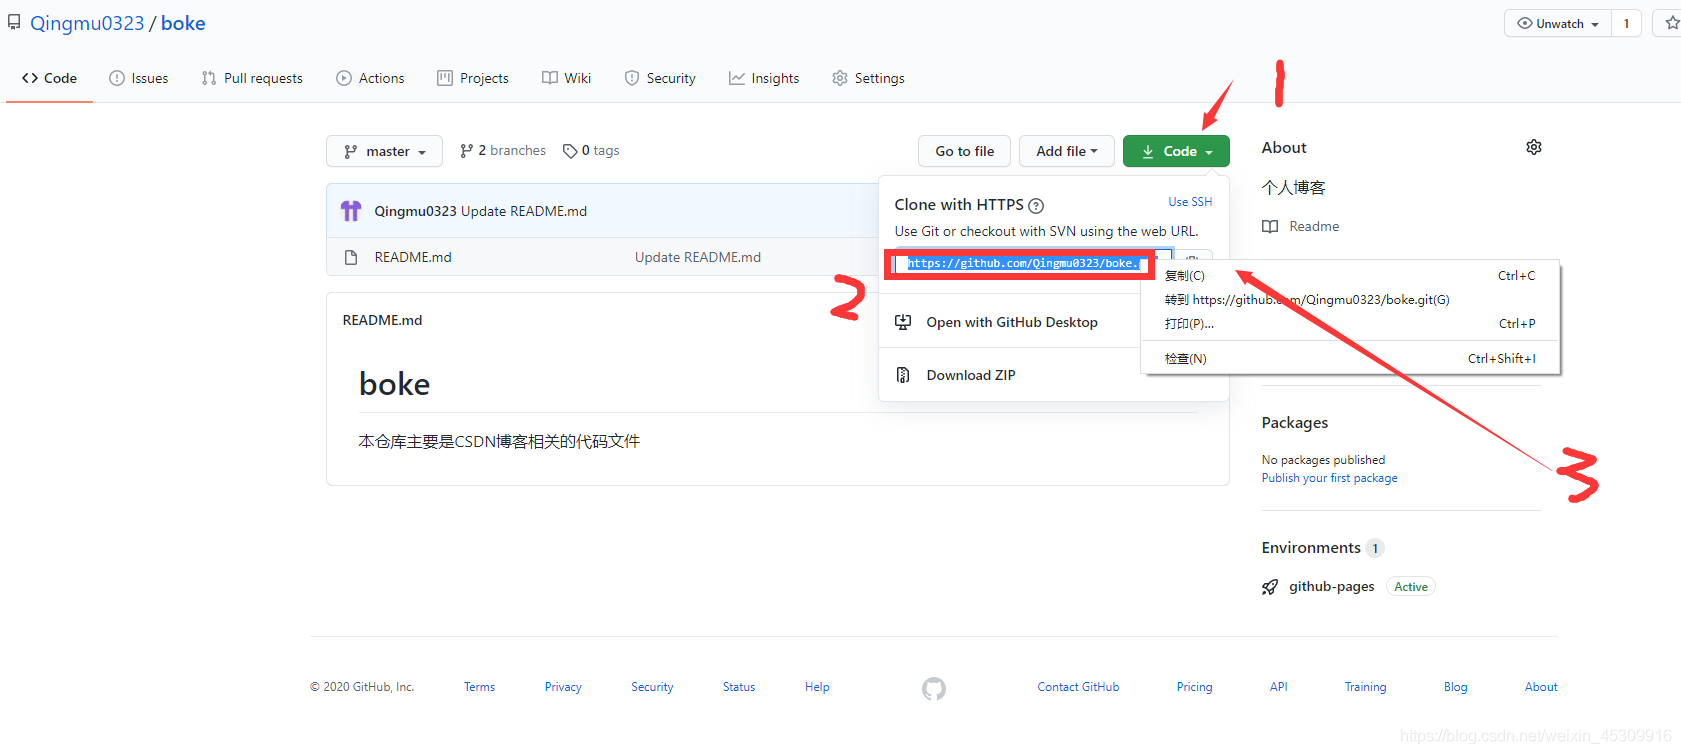 Qingmu0323 / boke
Unwatch 1
Code Issues Pull requests Actions Projects Wiki Security Insights Settings
1
master 2 branches 0 tags Go to file Add file Code
Qingmu0323 Update README.md
README.md Update README.md
Clone with HTTPS ? Use SSH
Use Git or checkout with SVN using the web URL.
https://github.com/Qingmu0323/boke.
2
Open with GitHub Desktop
Download ZIP
复制(C) Ctrl+C
转到 https://github.com/Qingmu0323/boke.git(G)
打印(P)... Ctrl+P
检查(N) Ctrl+Shift+I
3
README.md
boke
本仓库主要是CSDN博客相关的代码文件
About
个人博客
Readme
Packages
No packages published
Publish your first package
Environments 1
github-pages Active
© 2020 GitHub, Inc. Terms Privacy Security Status Help Contact GitHub Pricing API Training Blog About
https://blog.csdn.net/weixin_45309916